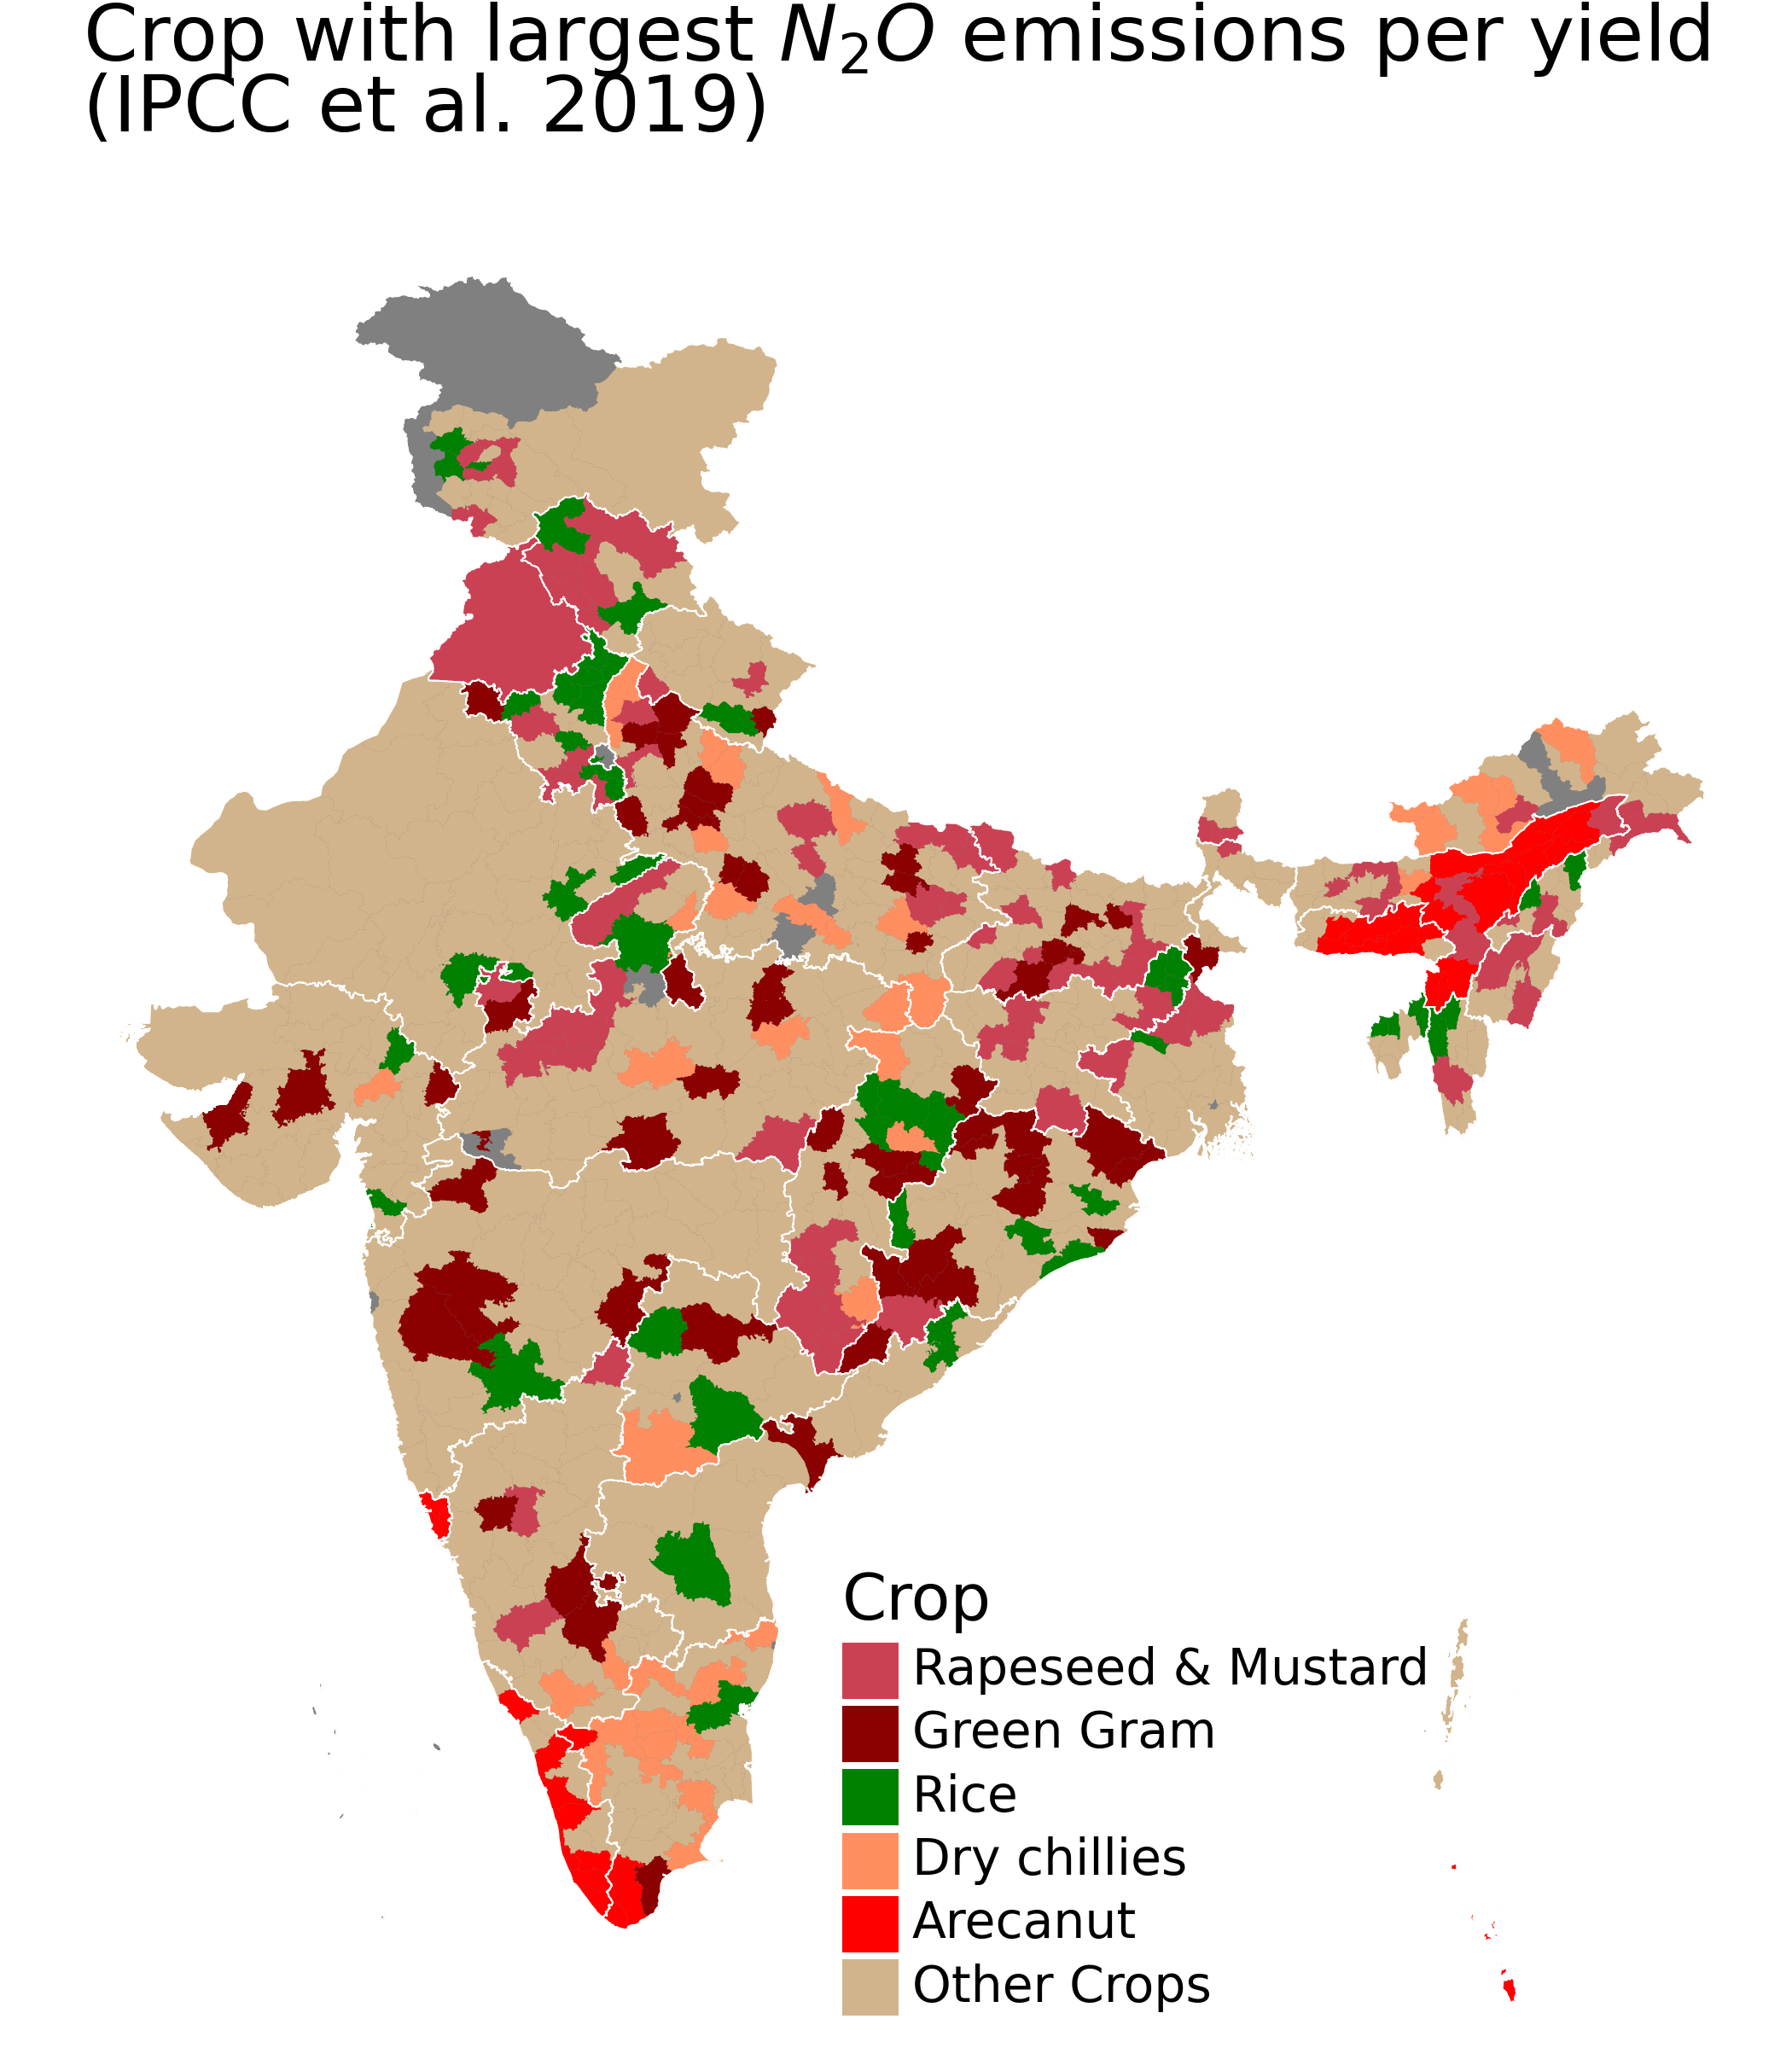 Crop with largest N₂O emissions per yield
(IPCC et al. 2019)
Crop
Rapeseed & Mustard
Green Gram
Rice
Dry chillies
Arecanut
Other Crops